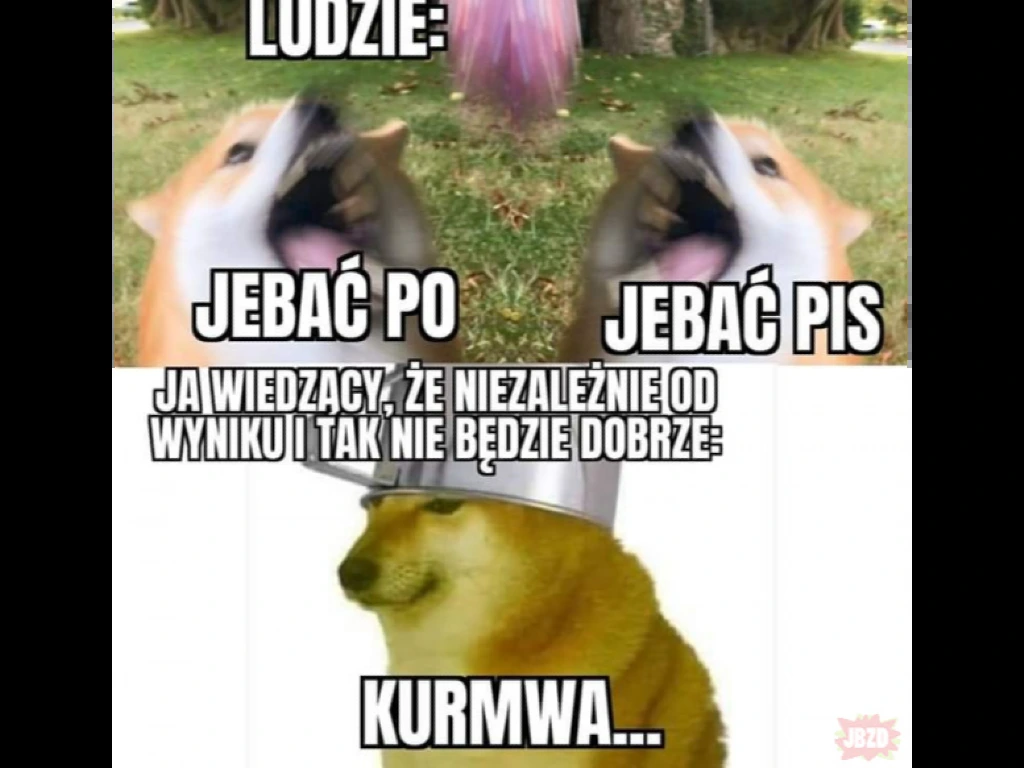 LUDZIE:
JEBAĆ PO
JEBAĆ PIS
JA WIEDZĄCY, ŻE NIEZALEŻNIE OD
WYNIKU I TAK NIE BĘDZIE DOBRZE:
KURMWA...
JBZD